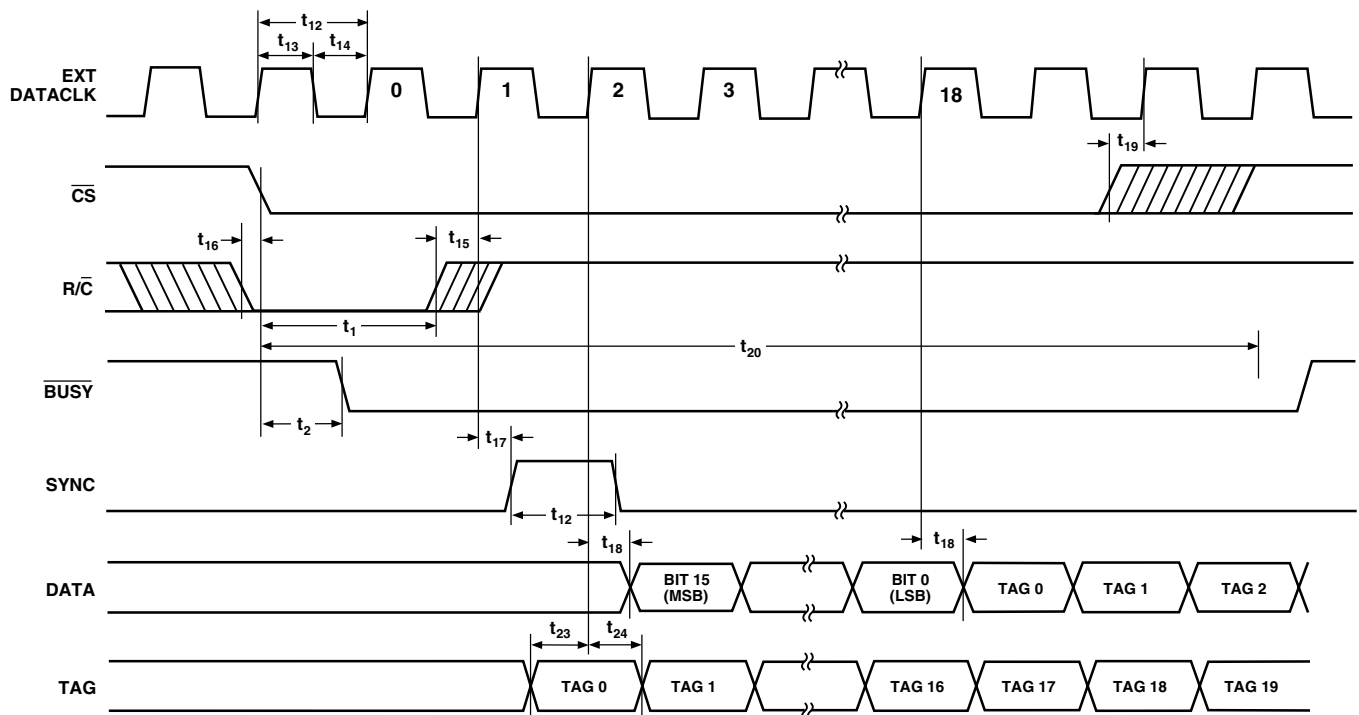 t12
t13 t14
EXT
DATACLK
0 1 2 3 18
t19
CS
t16 t15
R/C
t1
t20
BUSY
t2
t17
SYNC
t12
t18 t18
DATA
BIT 15
(MSB)
BIT 0
(LSB)
TAG 0 TAG 1 TAG 2
t23 t24
TAG TAG 0 TAG 1 TAG 16 TAG 17 TAG 18 TAG 19